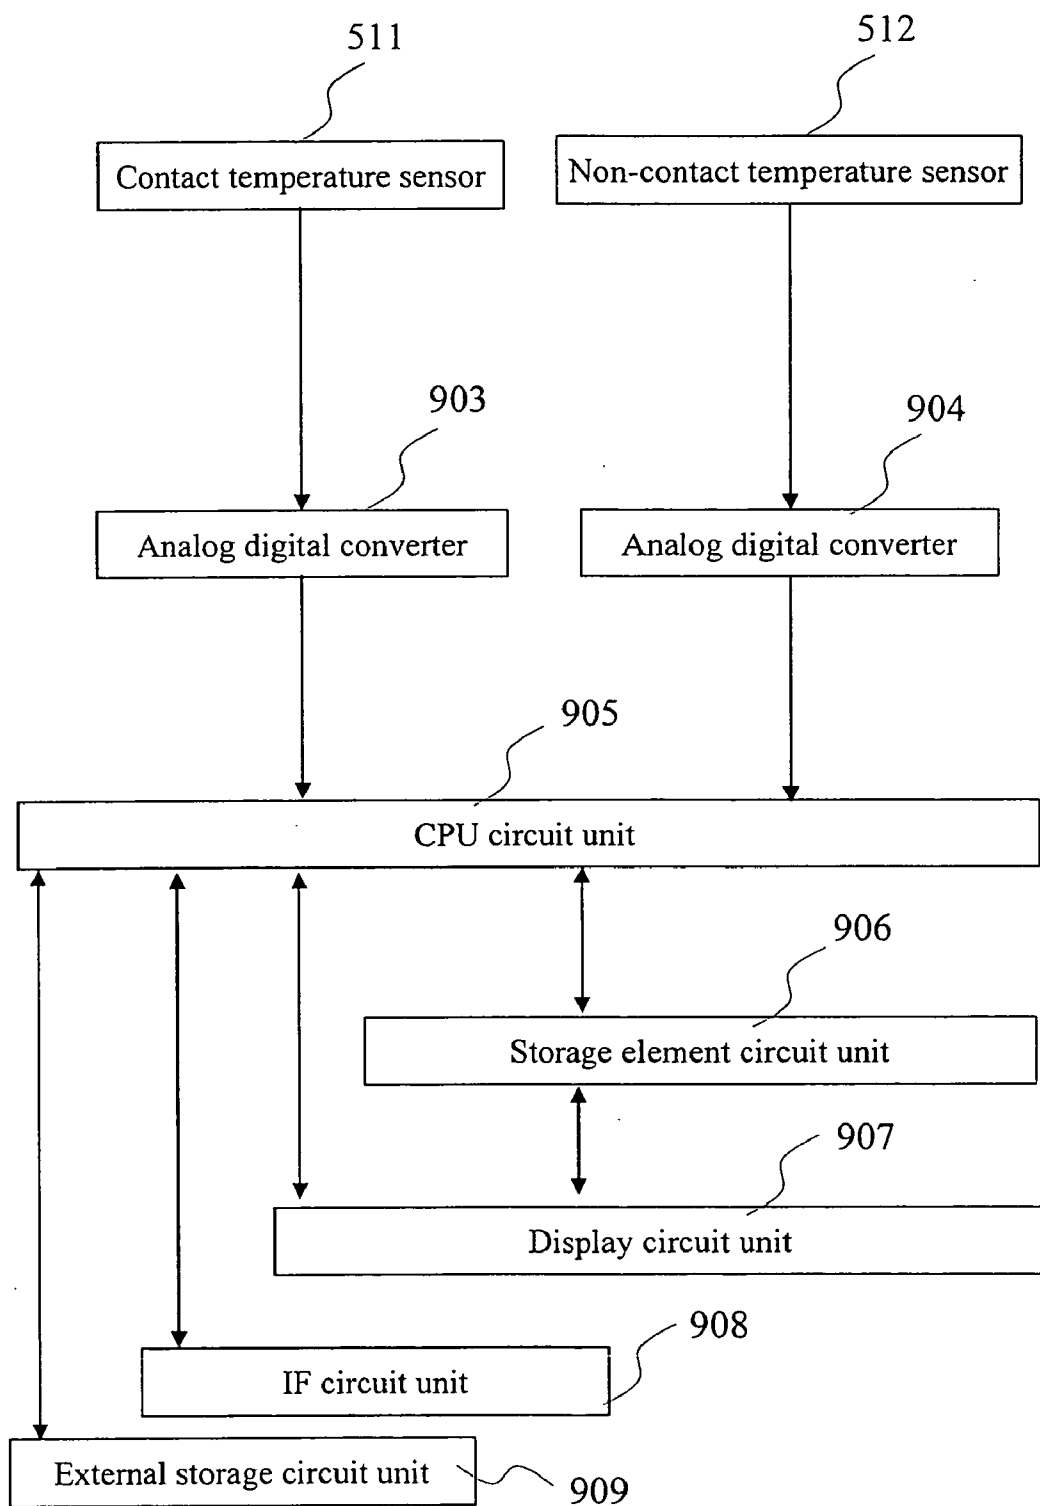 511
512
Contact temperature sensor
Non-contact temperature sensor
903
904
Analog digital converter
Analog digital converter
905
CPU circuit unit
906
Storage element circuit unit
907
Display circuit unit
908
IF circuit unit
External storage circuit unit
909